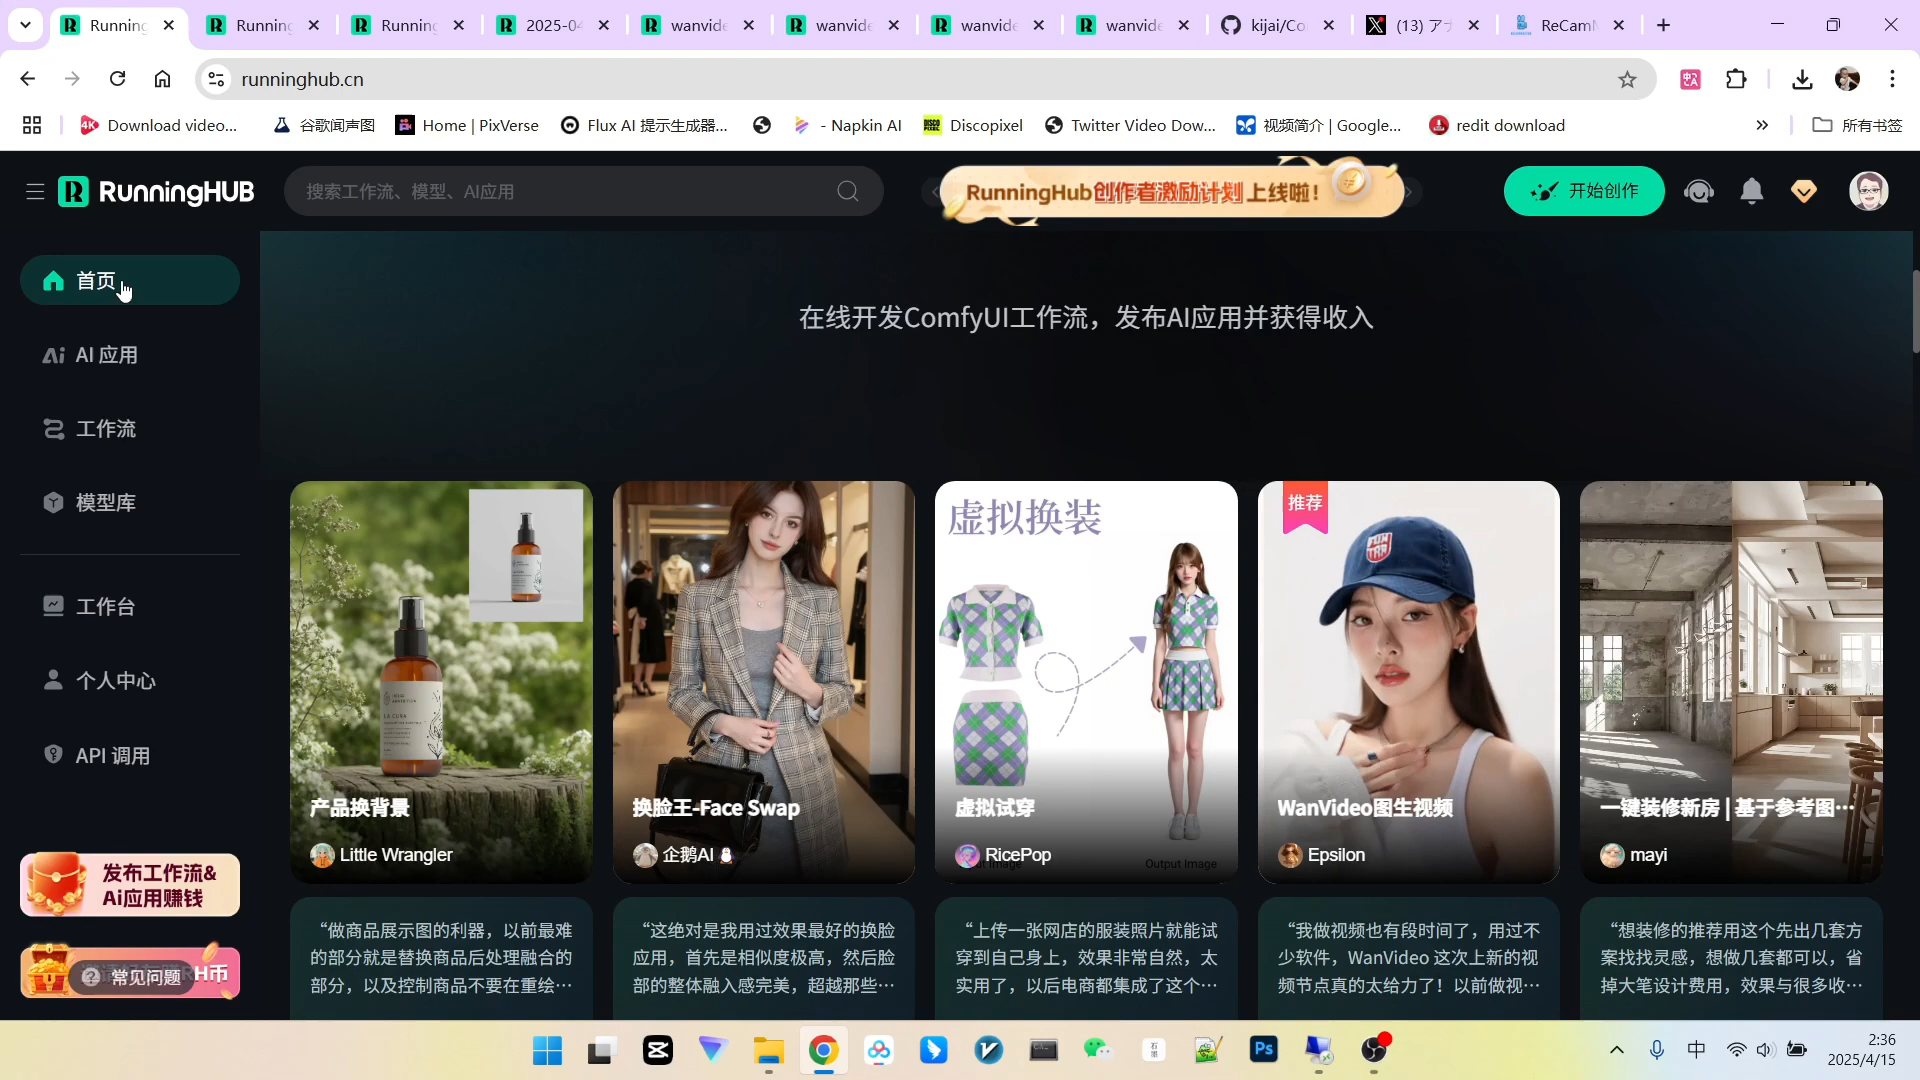 Running
Running
Running
2025-04
wanvide
wanvide
wanvide
wanvide
kijai/Co
(13) アナ
ReCamM
runninghub.cn
Download video...
谷歌闻声图
Home | PixVerse
Flux AI 提示生成器...
- Napkin AI
Discopixel
Twitter Video Dow...
视频简介 | Google...
redit download
所有书签
RunningHUB
搜索工作流、模型、AI应用
RunningHub创作者激励计划 上线啦！
开始创作
首页
AI 应用
工作流
模型库
工作台
个人中心
API 调用
发布工作流&
Ai应用赚钱
H币
常见问题
在线开发ComfyUI工作流，发布AI应用并获得收入
产品换背景
Little Wrangler
换脸王-Face Swap
企鹅AI
虚拟换装
虚拟试穿
RicePop
Output Image
推荐
WanVideo图生视频
Epsilon
一键装修新房 | 基于参考图···
mayi
“做商品展示图的利器，以前最难
的部分就是替换商品后处理融合的
部分，以及控制商品不要在重绘···
“这绝对是我用过效果最好的换脸
应用，首先是相似度极高，然后脸
部的整体融入感完美，超越那些···
“上传一张网店的服装照片就能试
穿到自己身上，效果非常自然，太
实用了，以后电商都集成了这个···
“我做视频也有段时间了，用过不
少软件，WanVideo 这次上新的视
频节点真的太给力了！以前做视···
“想装修的推荐用这个先出几套方
案找找灵感，想做几套都可以，省
掉大笔设计费用，效果与很多收···
中
2:36
2025/4/15